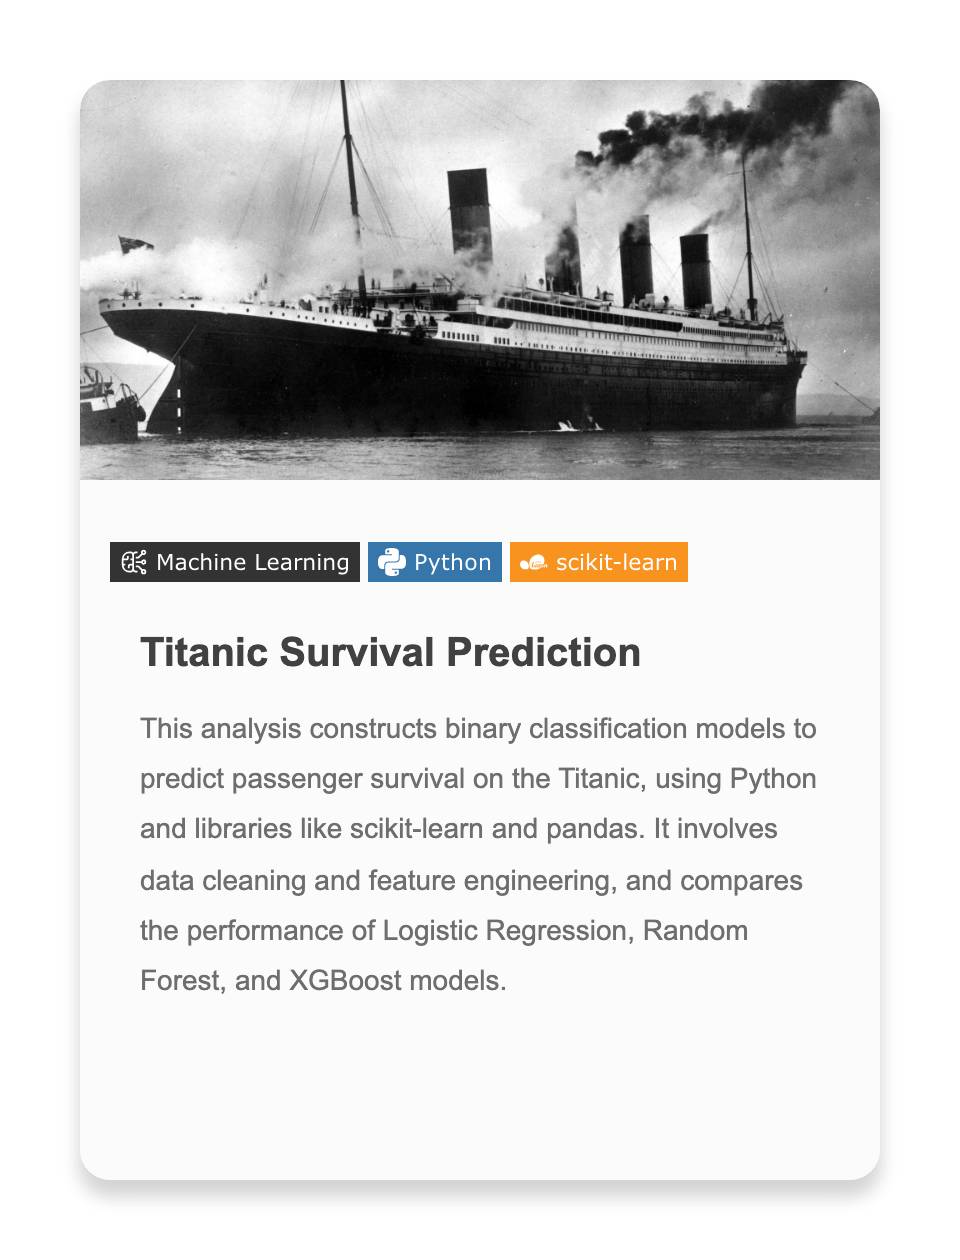 Machine Learning Python scikit-learn
Titanic Survival Prediction
This analysis constructs binary classification models to
predict passenger survival on the Titanic, using Python
and libraries like scikit-learn and pandas. It involves
data cleaning and feature engineering, and compares
the performance of Logistic Regression, Random
Forest, and XGBoost models.